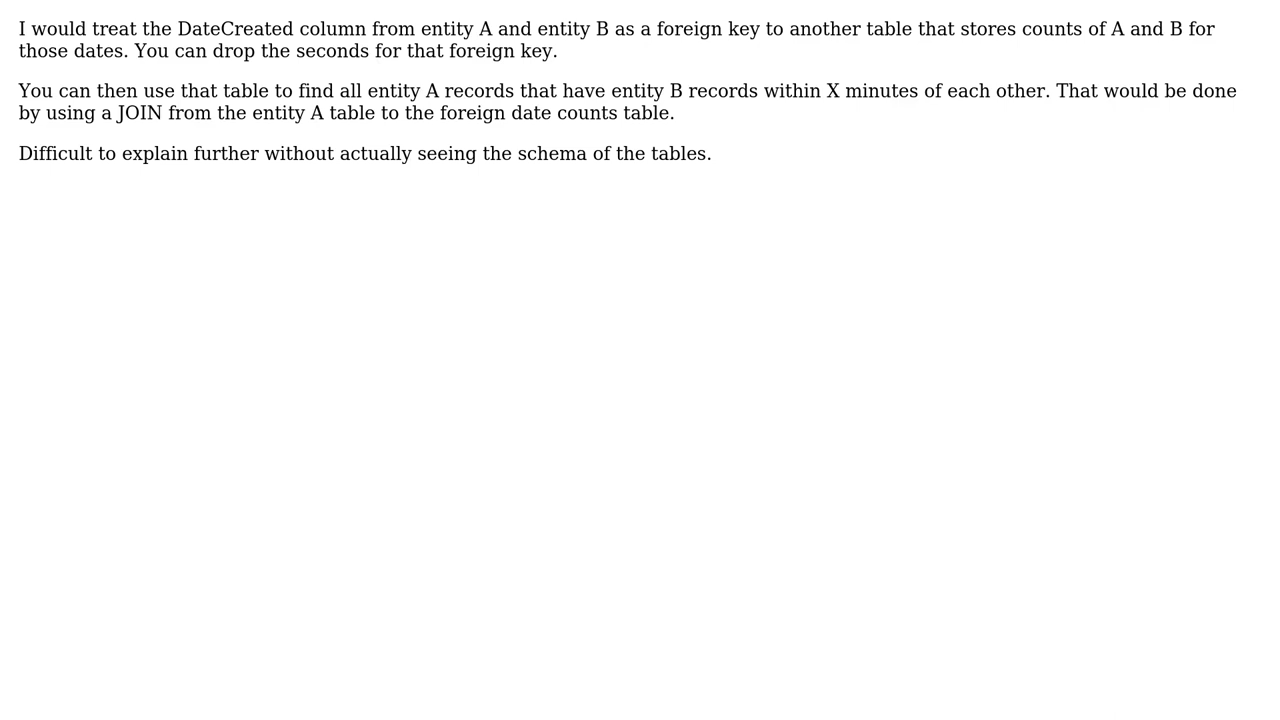 I would treat the DateCreated column from entity A and entity B as a foreign key to another table that stores counts of A and B for
those dates. You can drop the seconds for that foreign key.
You can then use that table to find all entity A records that have entity B records within X minutes of each other. That would be done
by using a JOIN from the entity A table to the foreign date counts table.
Difficult to explain further without actually seeing the schema of the tables.